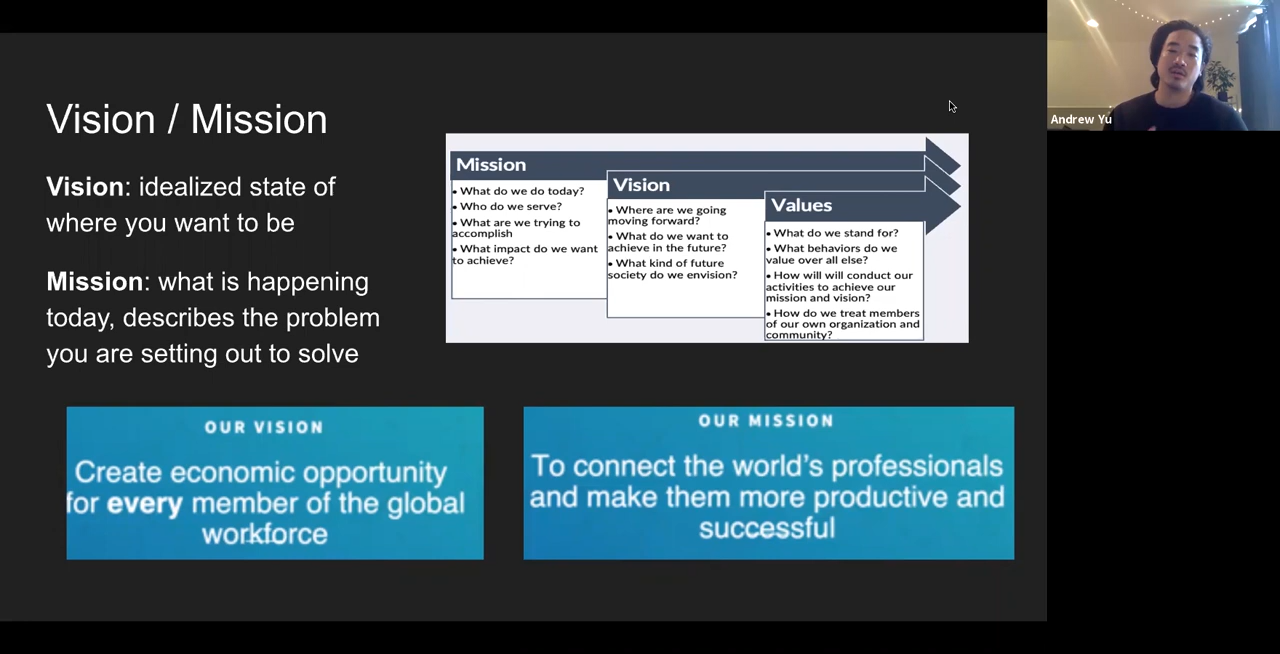 Vision / Mission
Vision: idealized state of
where you want to be
Mission: what is happening
today, describes the problem
you are setting out to solve
Mission
• What do we do today?
• Who do we serve?
• What are we trying to
accomplish
• What impact do we want
to achieve?
Vision
• Where are we going
moving forward?
• What do we want to
achieve in the future?
• What kind of future
society do we envision?
Values
• What do we stand for?
• What behaviors do we
value over all else?
• How will will conduct our
activities to achieve our
mission and vision?
• How do we treat members
of our own organization and
community?
OUR VISION
Create economic opportunity
for every member of the global
workforce
OUR MISSION
To connect the world's professionals
and make them more productive and
successful
Andrew Yu